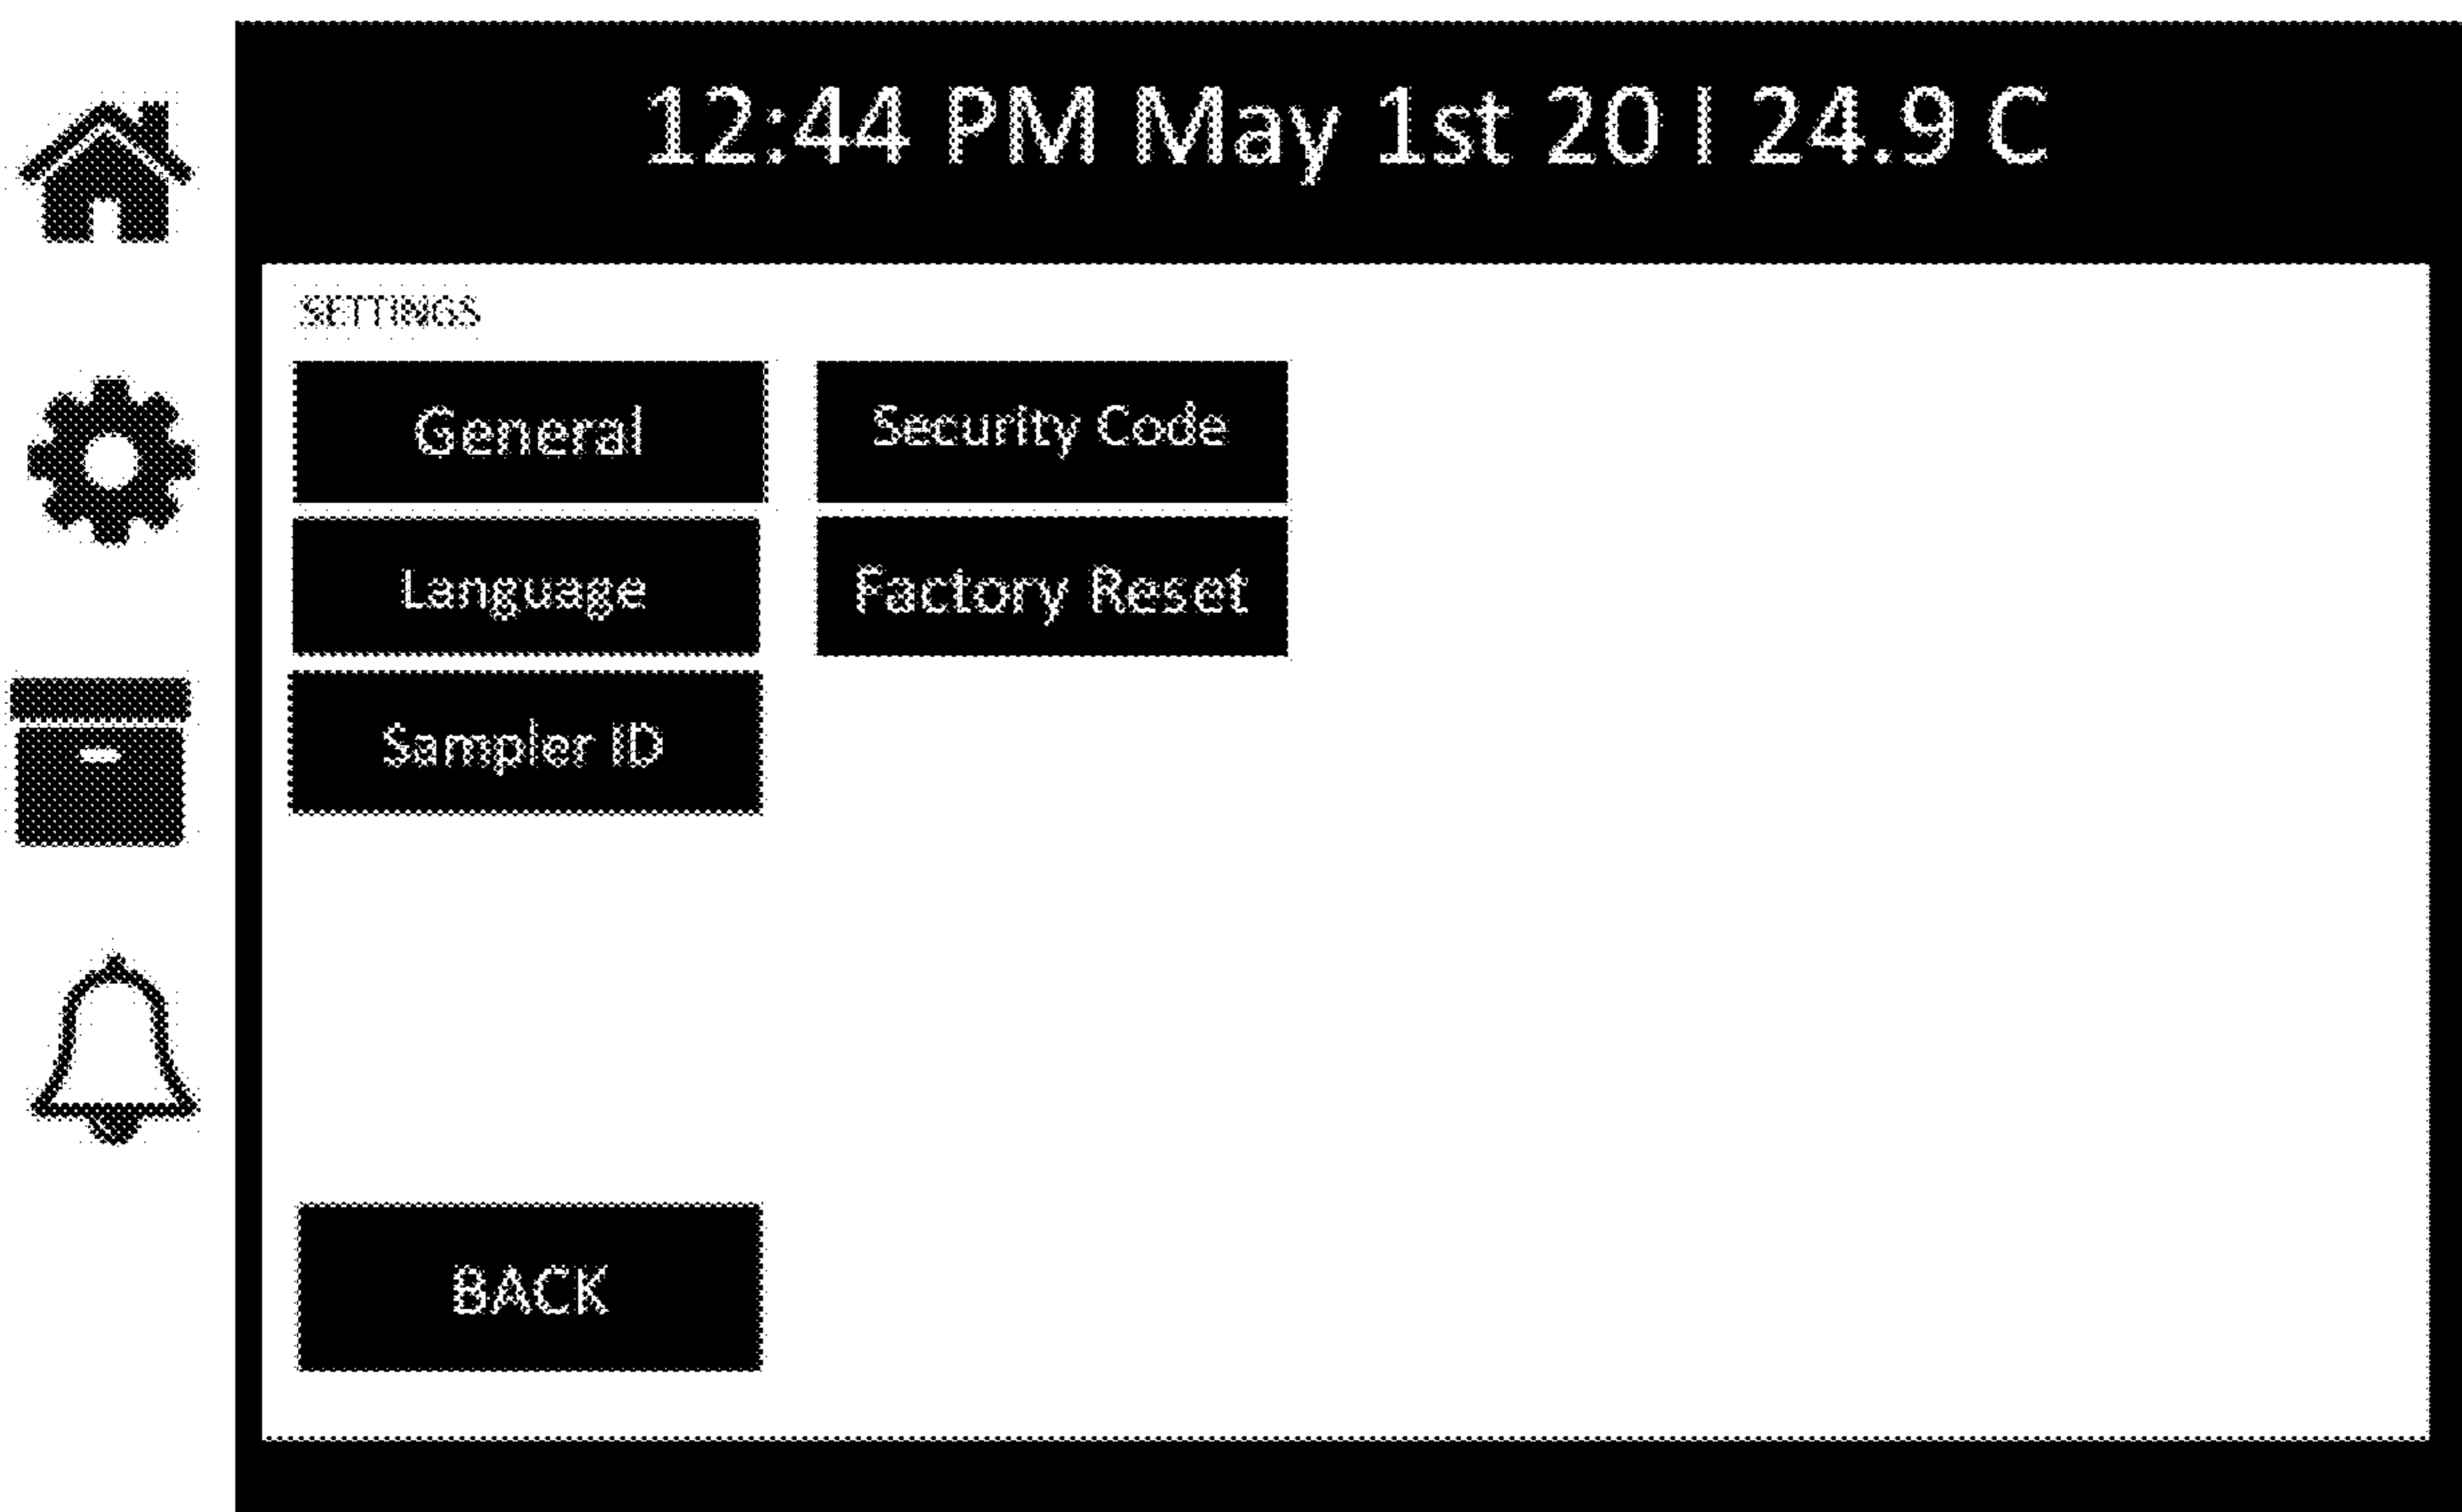 12:44 PM May 1st 20 | 24.9 C
SETTINGS
General
Security Code
Language
Factory Reset
Sampler ID
BACK